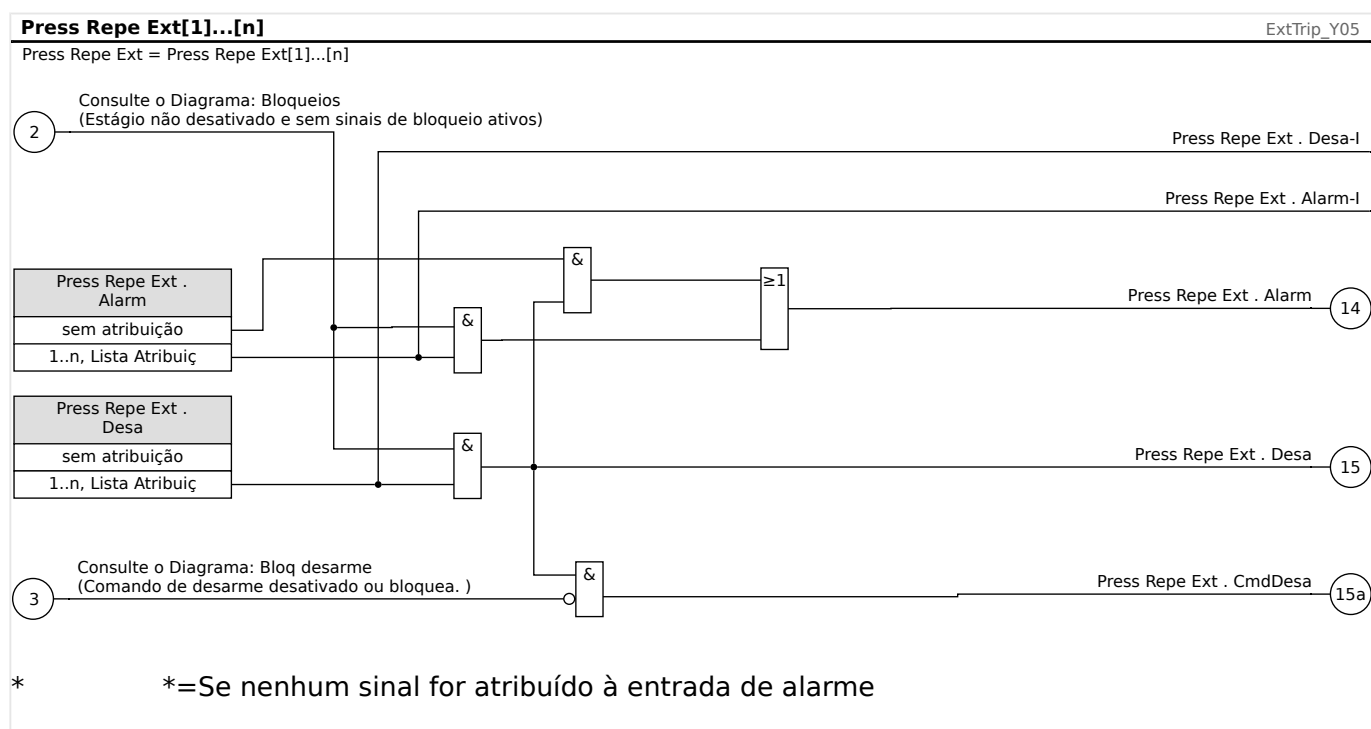 Press Repe Ext[1]...[n]
ExtTrip_Y05
Press Repe Ext = Press Repe Ext[1]...[n]
Consulte o Diagrama: Bloqueios
(Estágio não desativado e sem sinais de bloqueio ativos)
2
Press Repe Ext . Desa-I
Press Repe Ext . Alarm-I
&
Press Repe Ext .
Alarm
≥1
Press Repe Ext . Alarm
14
sem atribuição
&
1..n, Lista Atribuiç
Press Repe Ext .
Desa
&
sem atribuição
Press Repe Ext . Desa
15
1..n, Lista Atribuiç
Consulte o Diagrama: Bloq desarme
(Comando de desarme desativado ou bloquea. )
3
&
Press Repe Ext . CmdDesa
15a
* *=Se nenhum sinal for atribuído à entrada de alarme